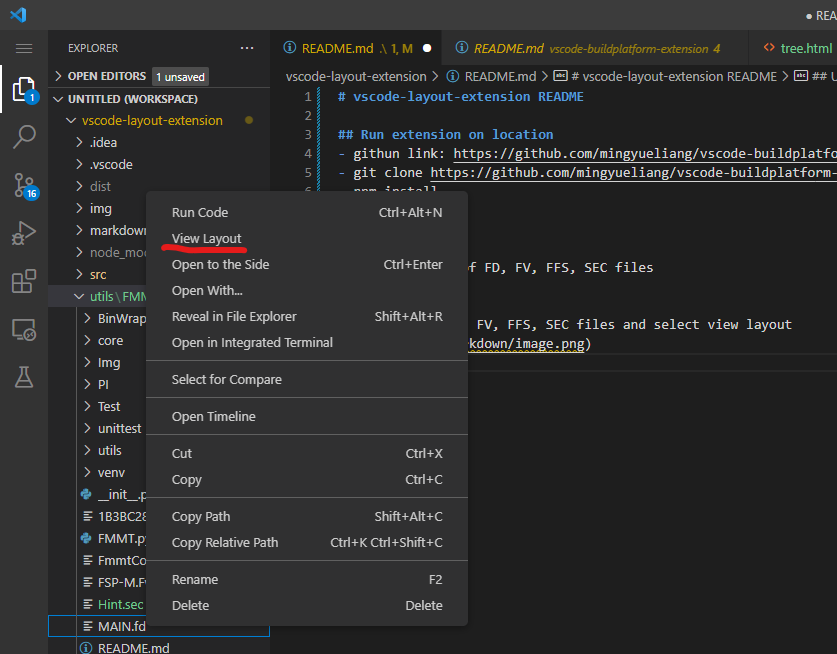 ● REA
EXPLORER
···
README.md .\ 1, M ●
README.md vscode-buildplatform-extension 4
tree.html
OPEN EDITORS 1 unsaved
vscode-layout-extension > README.md > # vscode-layout-extension README > ## U
UNTITLED (WORKSPACE)
vscode-layout-extension
.idea
.vscode
dist
img
markdown
node_mo
src
utils\FMM
BinWrap
core
Img
PI
Test
unittest
utils
venv
__init__.p
1B3BC28
FMMT.py
FmmtCo
FSP-M.F
Hint.sec
MAIN.fd
README.md
1
16
1 # vscode-layout-extension README
2
3 ## Run extension on location
4 - githun link: https://github.com/mingyueliang/vscode-buildplatfo
5 - git clone https://github.com/mingyueliang/vscode-buildplatform-
6 npm install
f FD, FV, FFS, SEC files
FV, FFS, SEC files and select view layout
kdown/image.png)
Run Code Ctrl+Alt+N
View Layout
Open to the Side Ctrl+Enter
Open With...
Reveal in File Explorer Shift+Alt+R
Open in Integrated Terminal
Select for Compare
Open Timeline
Cut Ctrl+X
Copy Ctrl+C
Copy Path Shift+Alt+C
Copy Relative Path Ctrl+K Ctrl+Shift+C
Rename F2
Delete Delete